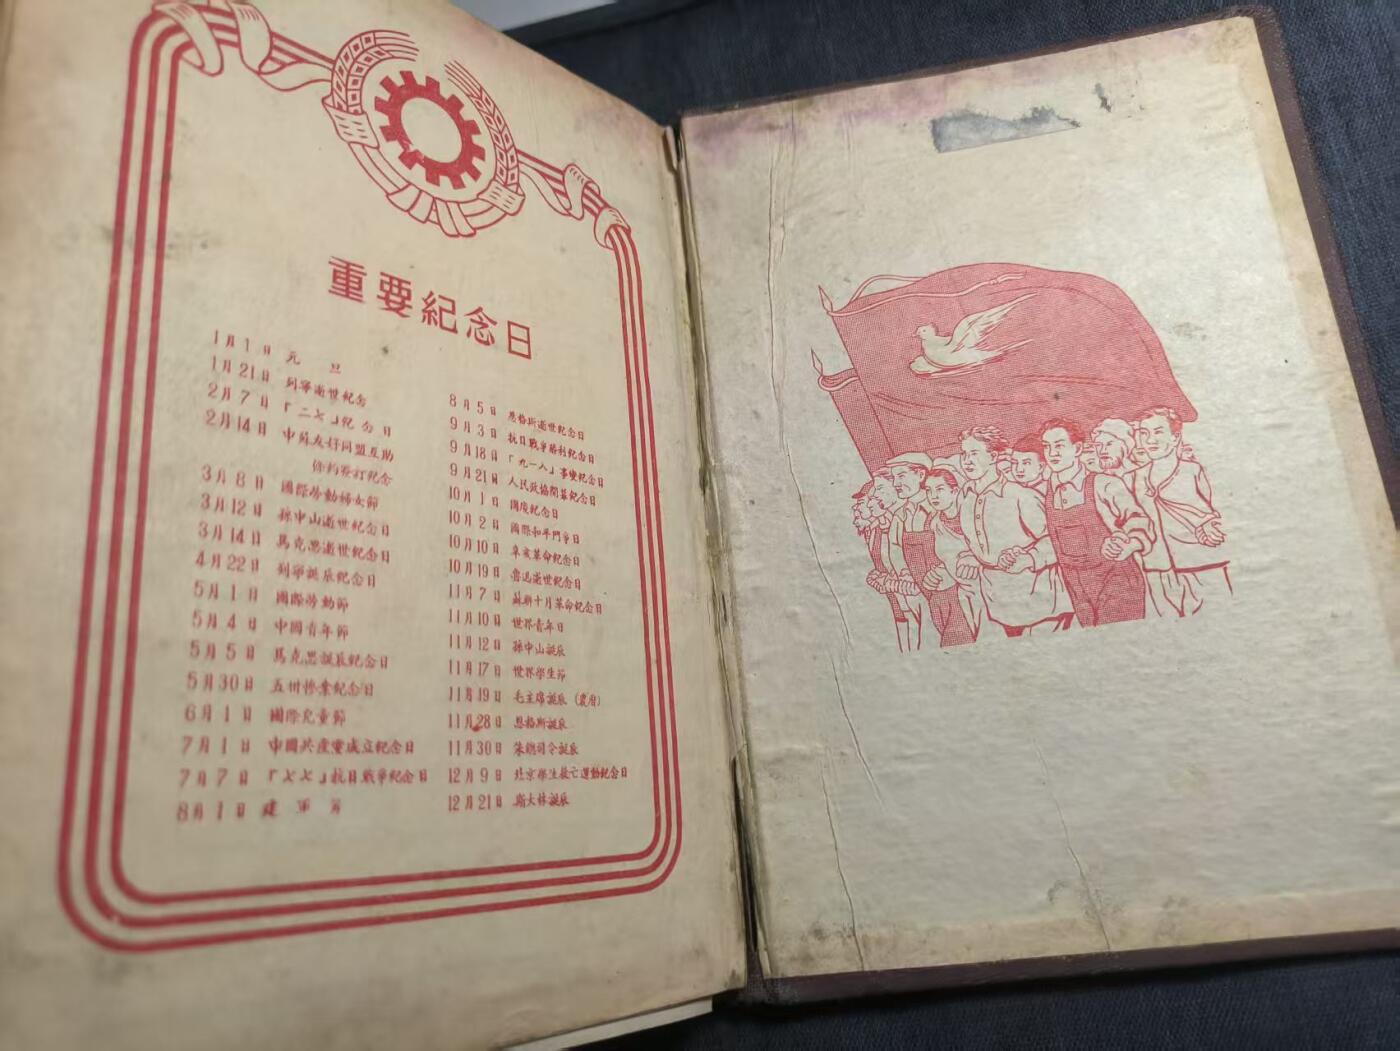 重要紀念日
1月1日 元旦
1月21日 列寧逝世紀念
2月7日 「二七」紀念日
2月14日 中蘇友好同盟互助
條約簽訂紀念
3月8日 國際勞動婦女節
3月12日 孫中山逝世紀念日
3月14日 馬克思逝世紀念日
4月22日 列寧誕辰紀念日
5月1日 國際勞動節
5月4日 中國青年節
5月5日 馬克思誕辰紀念日
5月30日 五卅慘案紀念日
6月1日 國際兒童節
7月1日 中國共產黨成立紀念日
7月7日 「七七」抗日戰爭紀念日
8月1日 建軍節
8月5日 恩格斯逝世紀念日
9月3日 抗日戰爭勝利紀念日
9月18日 「九一八」事變紀念日
9月21日 人民政協開幕紀念日
10月1日 國慶紀念日
10月2日 國際和平鬥爭日
10月10日 辛亥革命紀念日
10月19日 魯迅逝世紀念日
11月7日 蘇聯十月革命紀念日
11月10日 世界青年日
11月12日 孫中山誕辰
11月17日 世界學生節
11月19日 毛主席誕辰（農曆）
11月28日 恩格斯誕辰
11月30日 朱總司令誕辰
12月9日 北京學生救亡運動紀念日
12月21日 斯大林誕辰